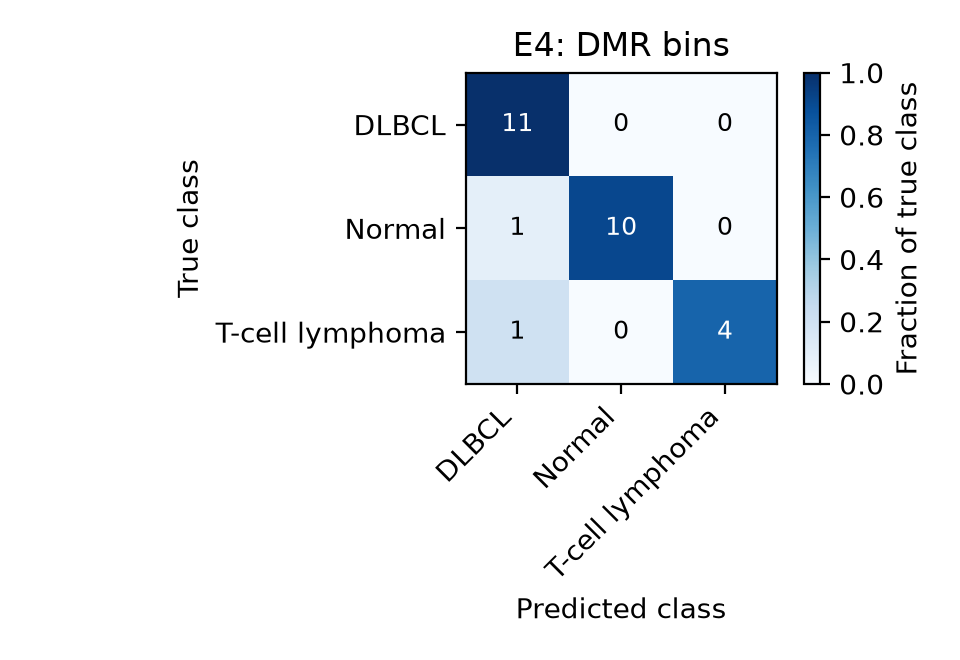 E4: DMR bins
True class
DLBCL
11 0 0
Normal
1 10 0
T-cell lymphoma
1 0 4
DLBCL
Normal
T-cell lymphoma
Predicted class
1.0
0.8
0.6
0.4
0.2
0.0
Fraction of true class